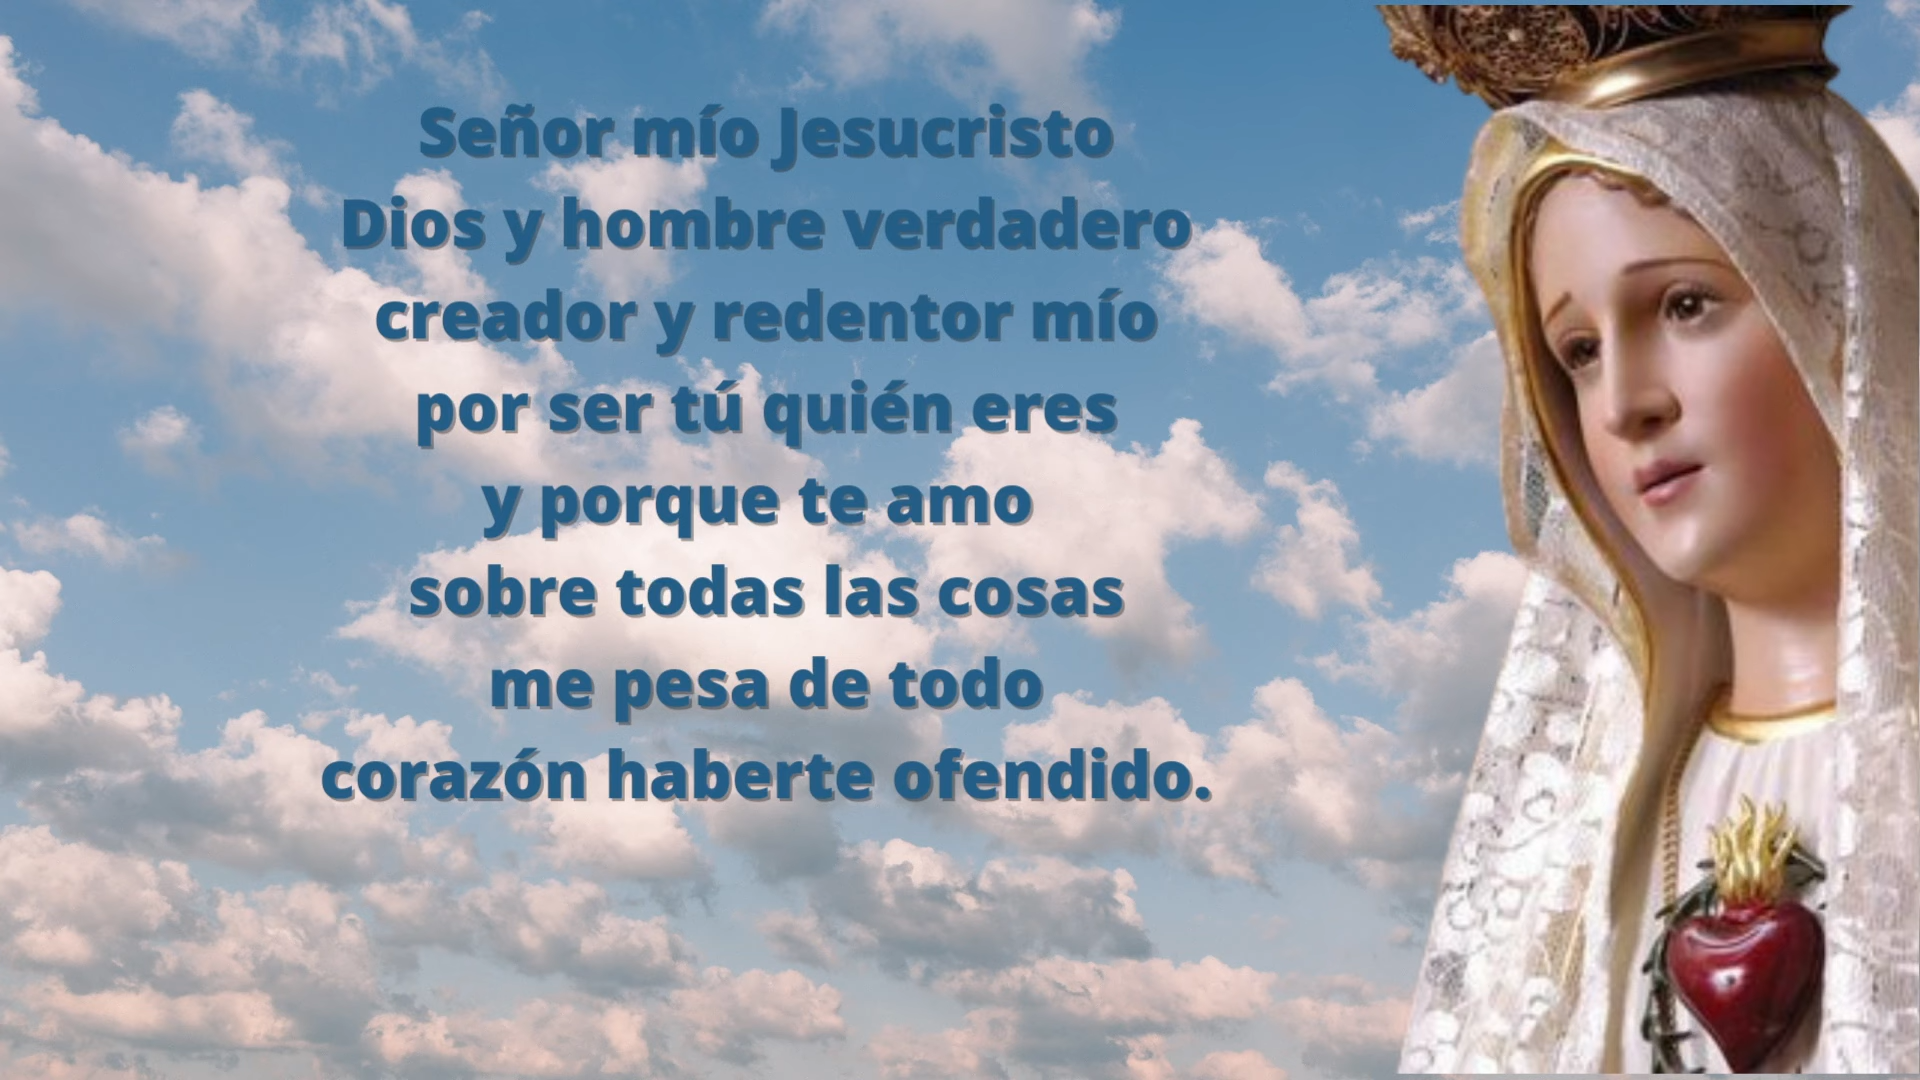 Señor mío Jesucristo
Dios y hombre verdadero
creador y redentor mío
por ser tú quién eres
y porque te amo
sobre todas las cosas
me pesa de todo
corazón haberte ofendido.